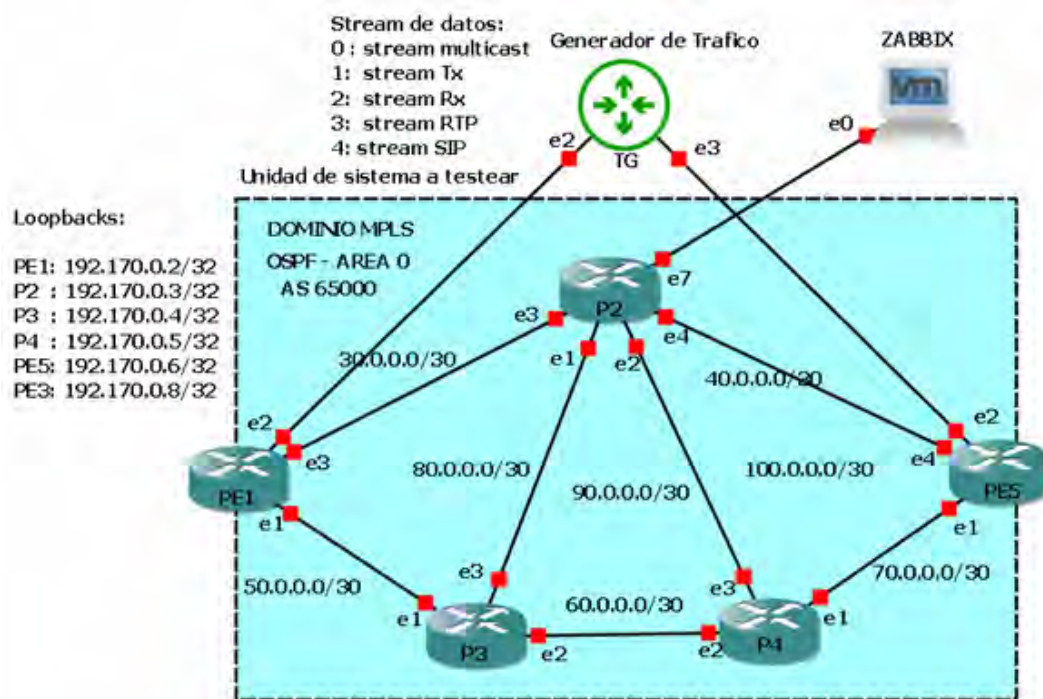 Stream de datos:
0 : stream multicast
1: stream Tx
2: stream Rx
3: stream RTP
4: stream SIP
Generador de Trafico
ZABBIX
vm
e0
e2
TG
e3
Unidad de sistema a testear
Loopbacks:
PE1: 192.170.0.2/32
P2 : 192.170.0.3/32
P3 : 192.170.0.4/32
P4 : 192.170.0.5/32
PE5: 192.170.0.6/32
PE3: 192.170.0.8/32
DOMINIO MPLS
OSPF - AREA 0
AS 65000
e7
P2
e3
e4
e1
e2
30.0.0.0/30
40.0.0.0/30
e2
e3
PE1
e1
80.0.0.0/30
90.0.0.0/30
100.0.0.0/30
e2
e4
PE5
e1
50.0.0.0/30
e3
60.0.0.0/30
e3
70.0.0.0/30
e1
P3
e2
e2
P4
e1